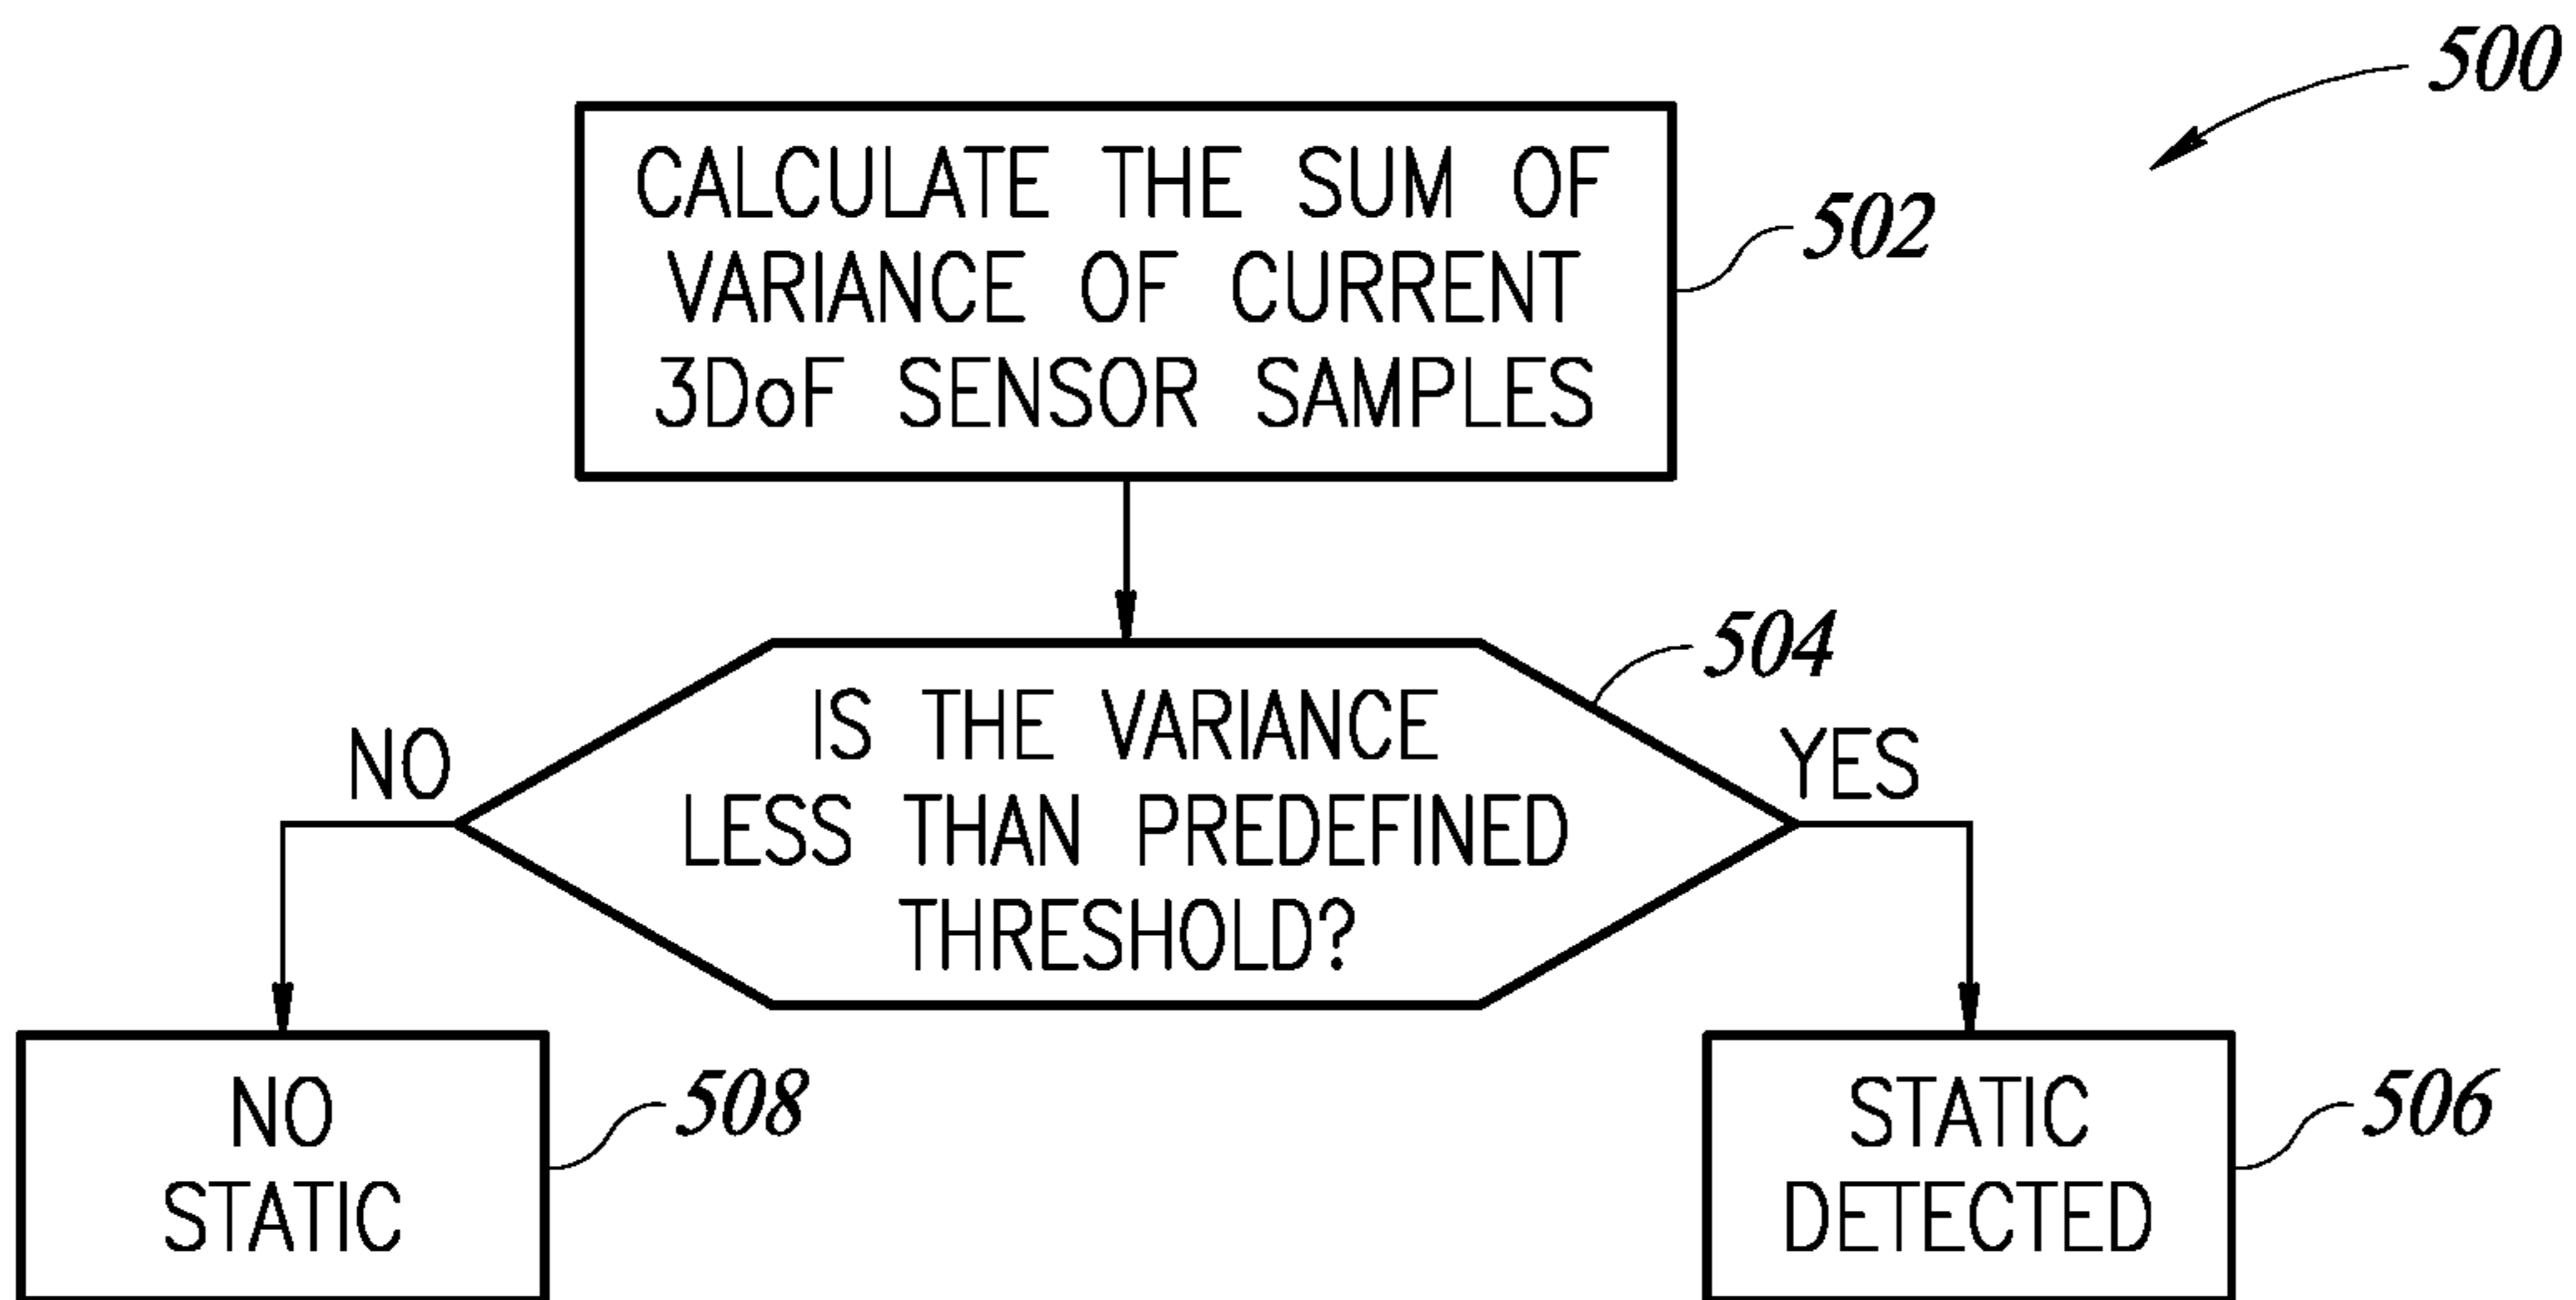 500
CALCULATE THE SUM OF
VARIANCE OF CURRENT
3DoF SENSOR SAMPLES
502
504
IS THE VARIANCE
LESS THAN PREDEFINED
THRESHOLD?
NO
YES
NO
STATIC
508
STATIC
DETECTED
506